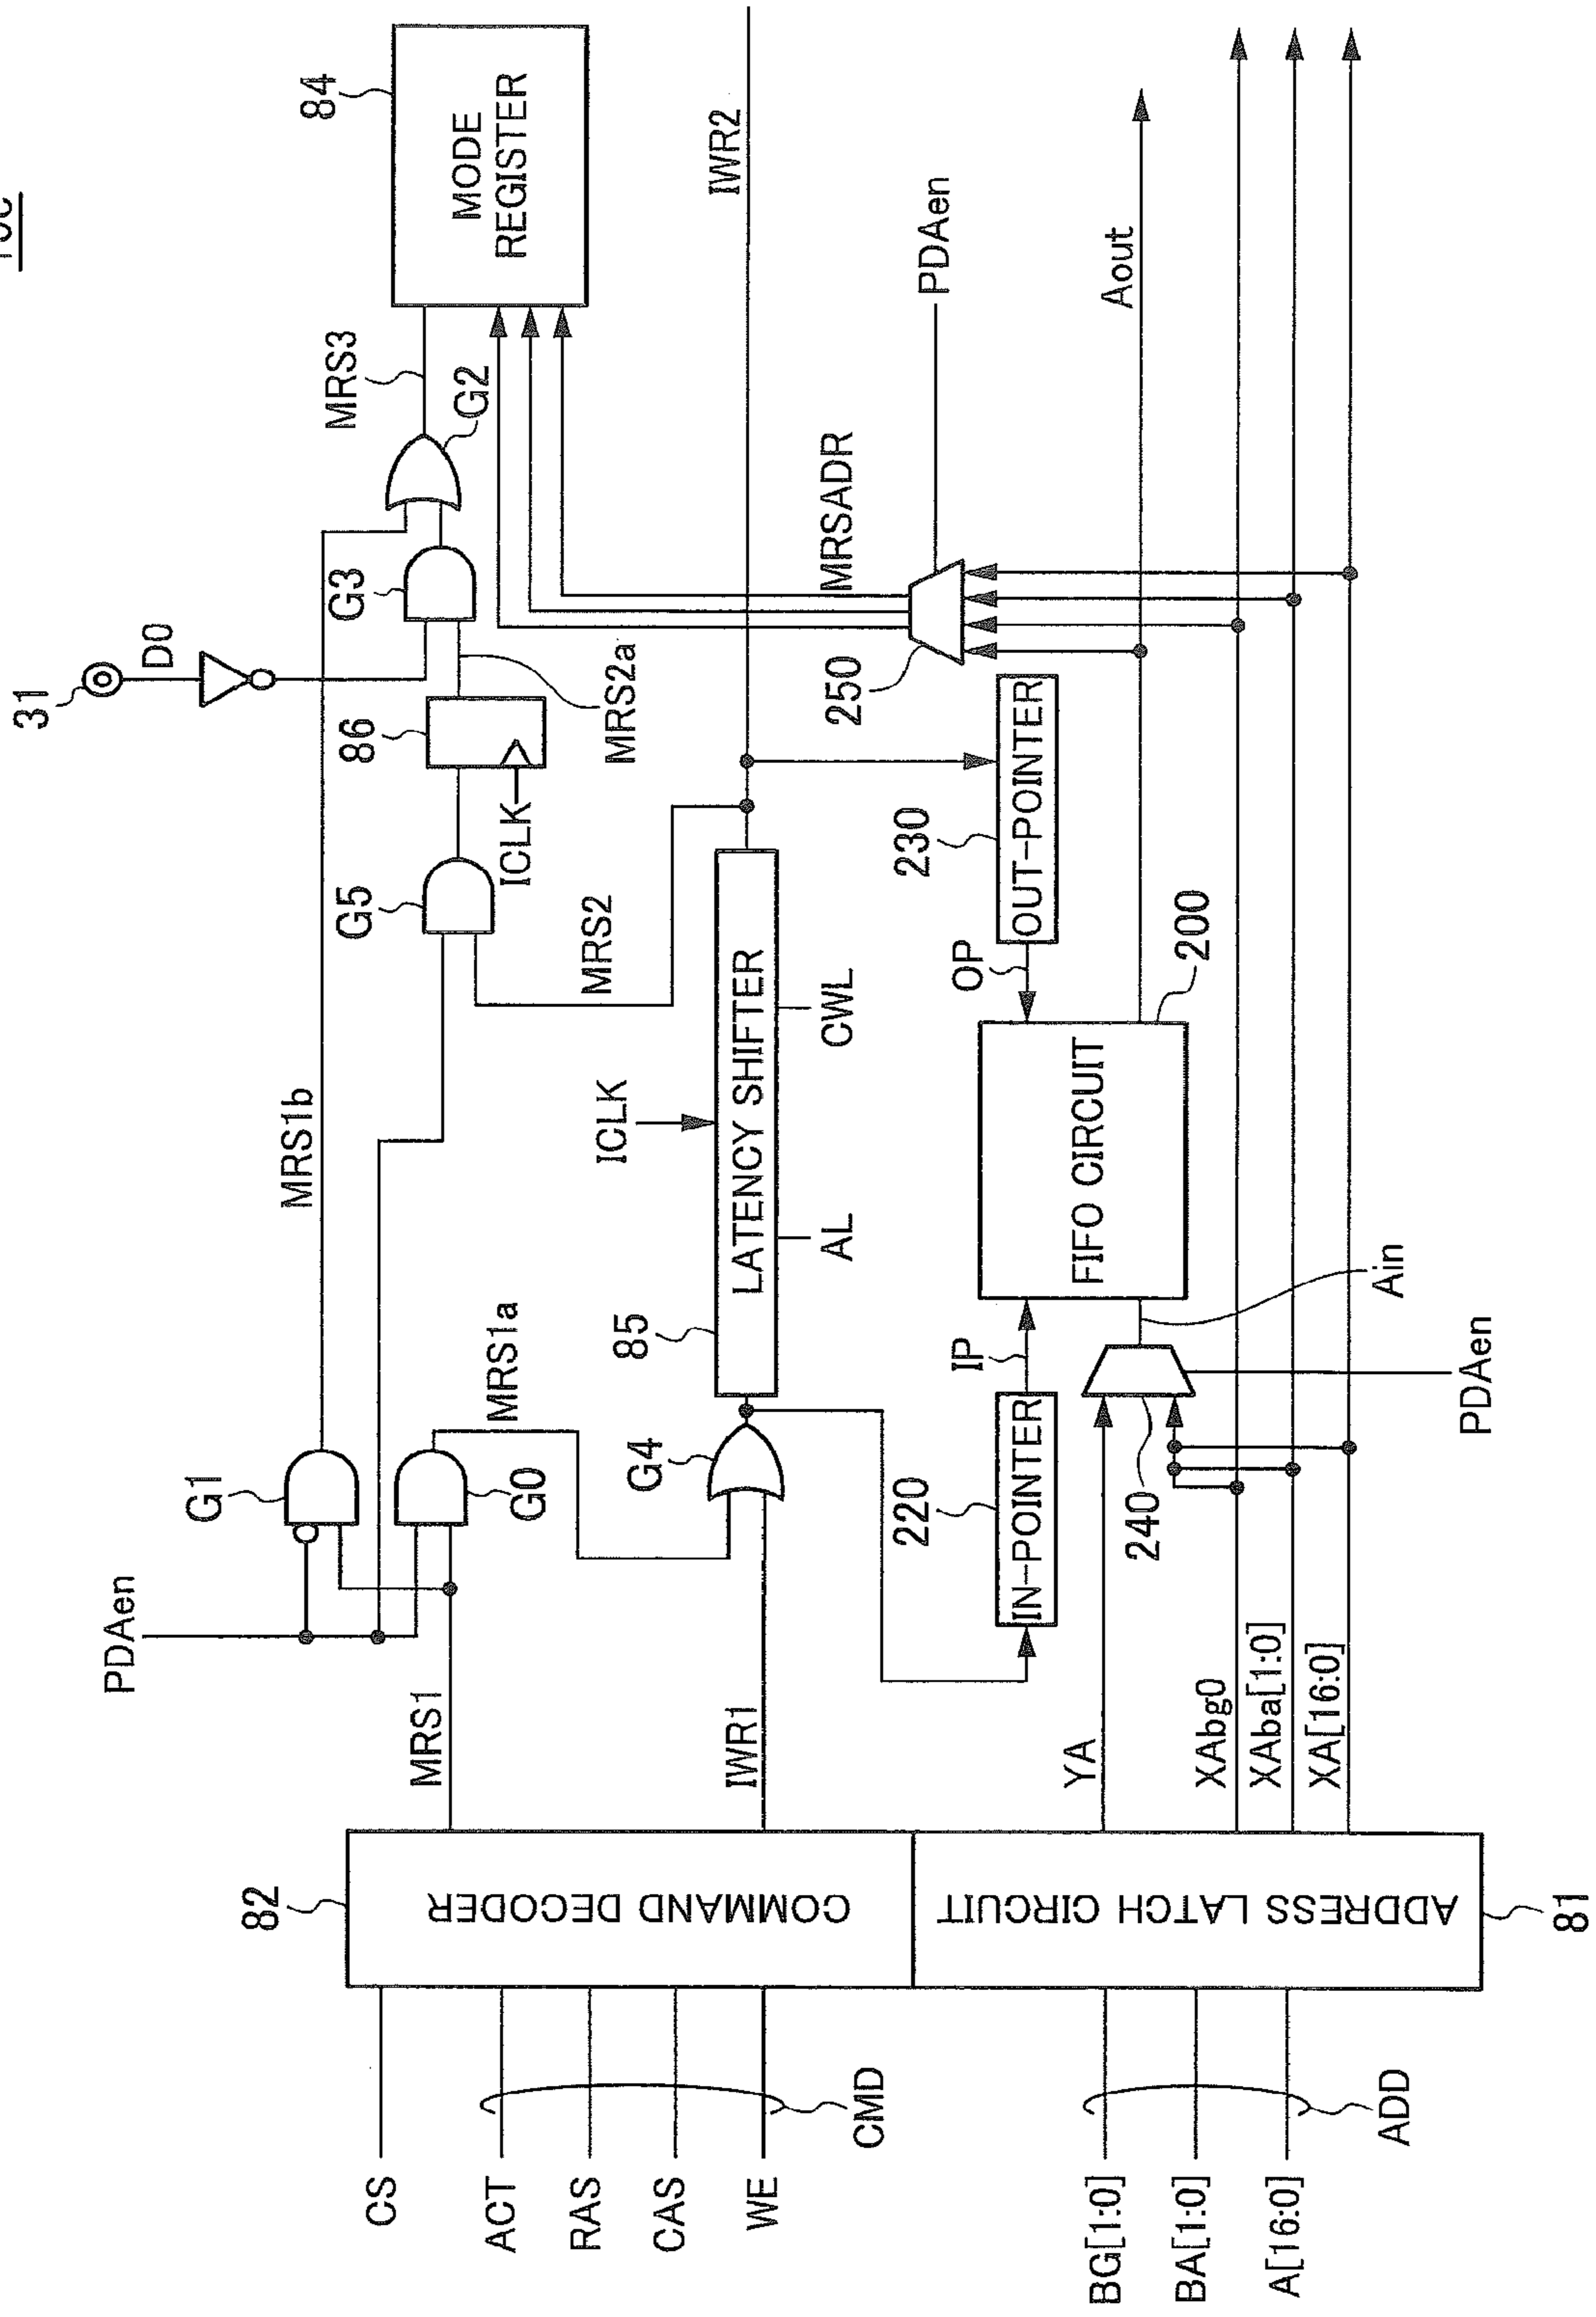 31
D0
84
MODE
REGISTER
MRS3
G2
G3
86
MRS2a
ICLK
G5
MRS1b
G1
G0
PDAen
MRS1a
MRS2
MRS1
82
COMMAND DECODER
CS
ACT
RAS
CAS
WE
CMD
IWR1
G4
85
LATENCY SHIFTER
ICLK
AL
CWL
IWR2
MRSADR
PDAen
250
230
OUT-POINTER
OP
200
FIFO CIRCUIT
IP
220
IN-POINTER
240
Ain
PDAen
Aout
YA
XAbg0
XAba[1:0]
XA[16:0]
ADDRESS LATCH CIRCUIT
81
BG[1:0]
BA[1:0]
A[16:0]
ADD